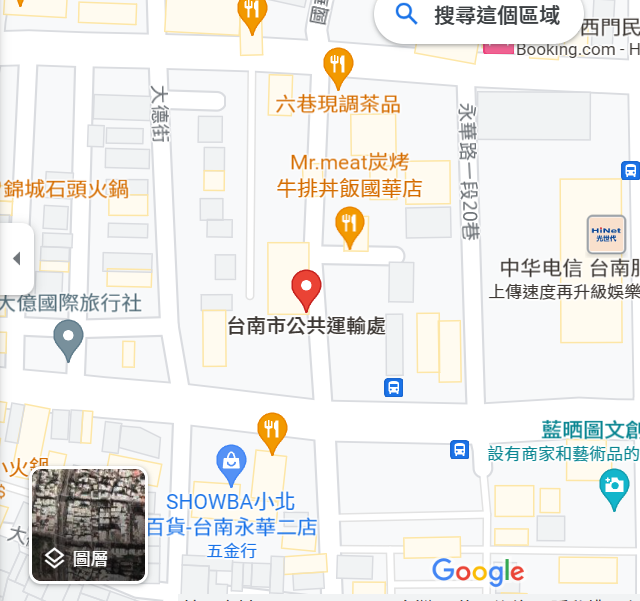 搜尋這個區域
西門民
Booking.com - H
六巷現調茶品
大德街
永華路一段20巷
Mr.meat炭烤
牛排丼飯國華店
錦城石頭火鍋
HiNet
光世代
中华电信 台南服
上傳速度再升級娛樂
大億國際旅行社
台南市公共運輸處
藍晒圖文創
設有商家和藝術品的
小火鍋
SHOWBA小北
百貨-台南永華二店
五金行
圖層
Google